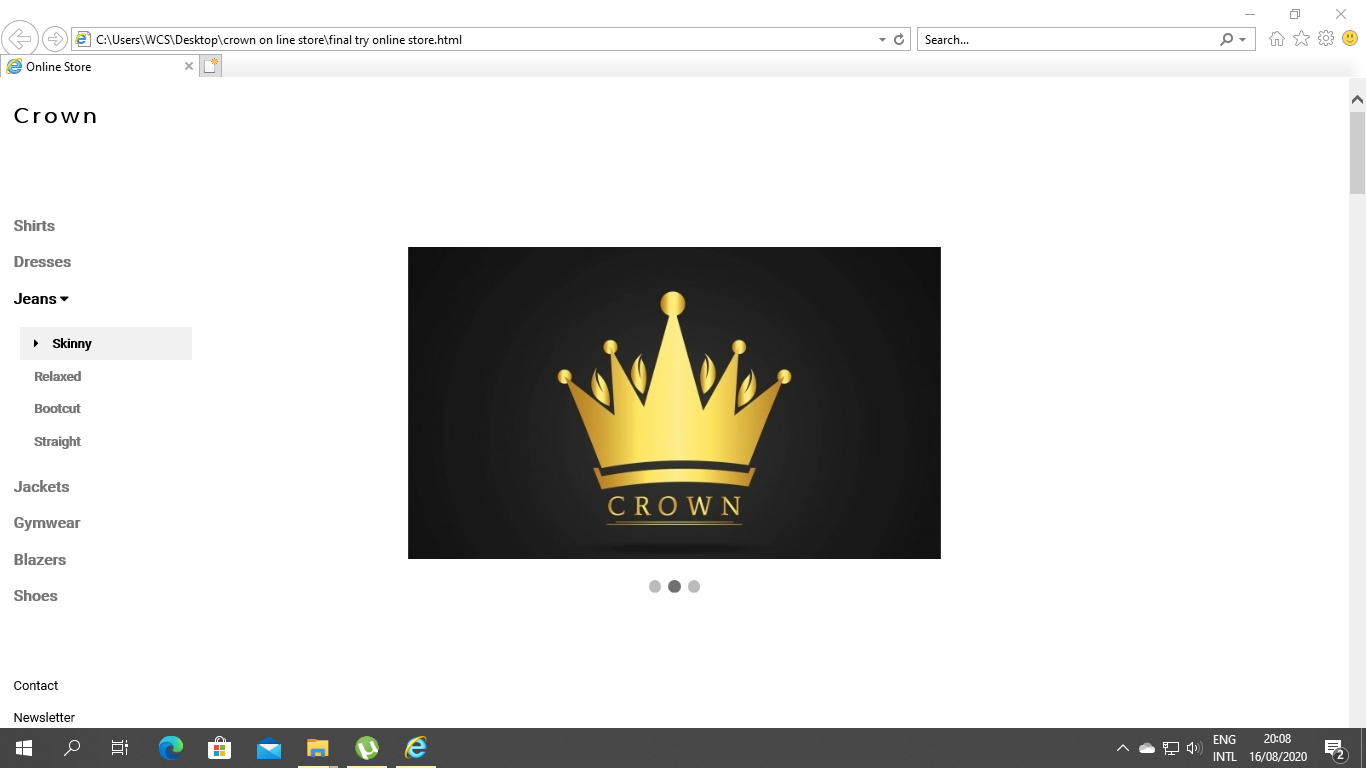 C:\Users\WCS\Desktop\crown on line store\final try online store.html
Search...
Online Store
Crown
Shirts
Dresses
Jeans
Skinny
Relaxed
Bootcut
Straight
Jackets
Gymwear
Blazers
Shoes
CROWN
Contact
Newsletter
ENG
INTL
20:08
16/08/2020
2